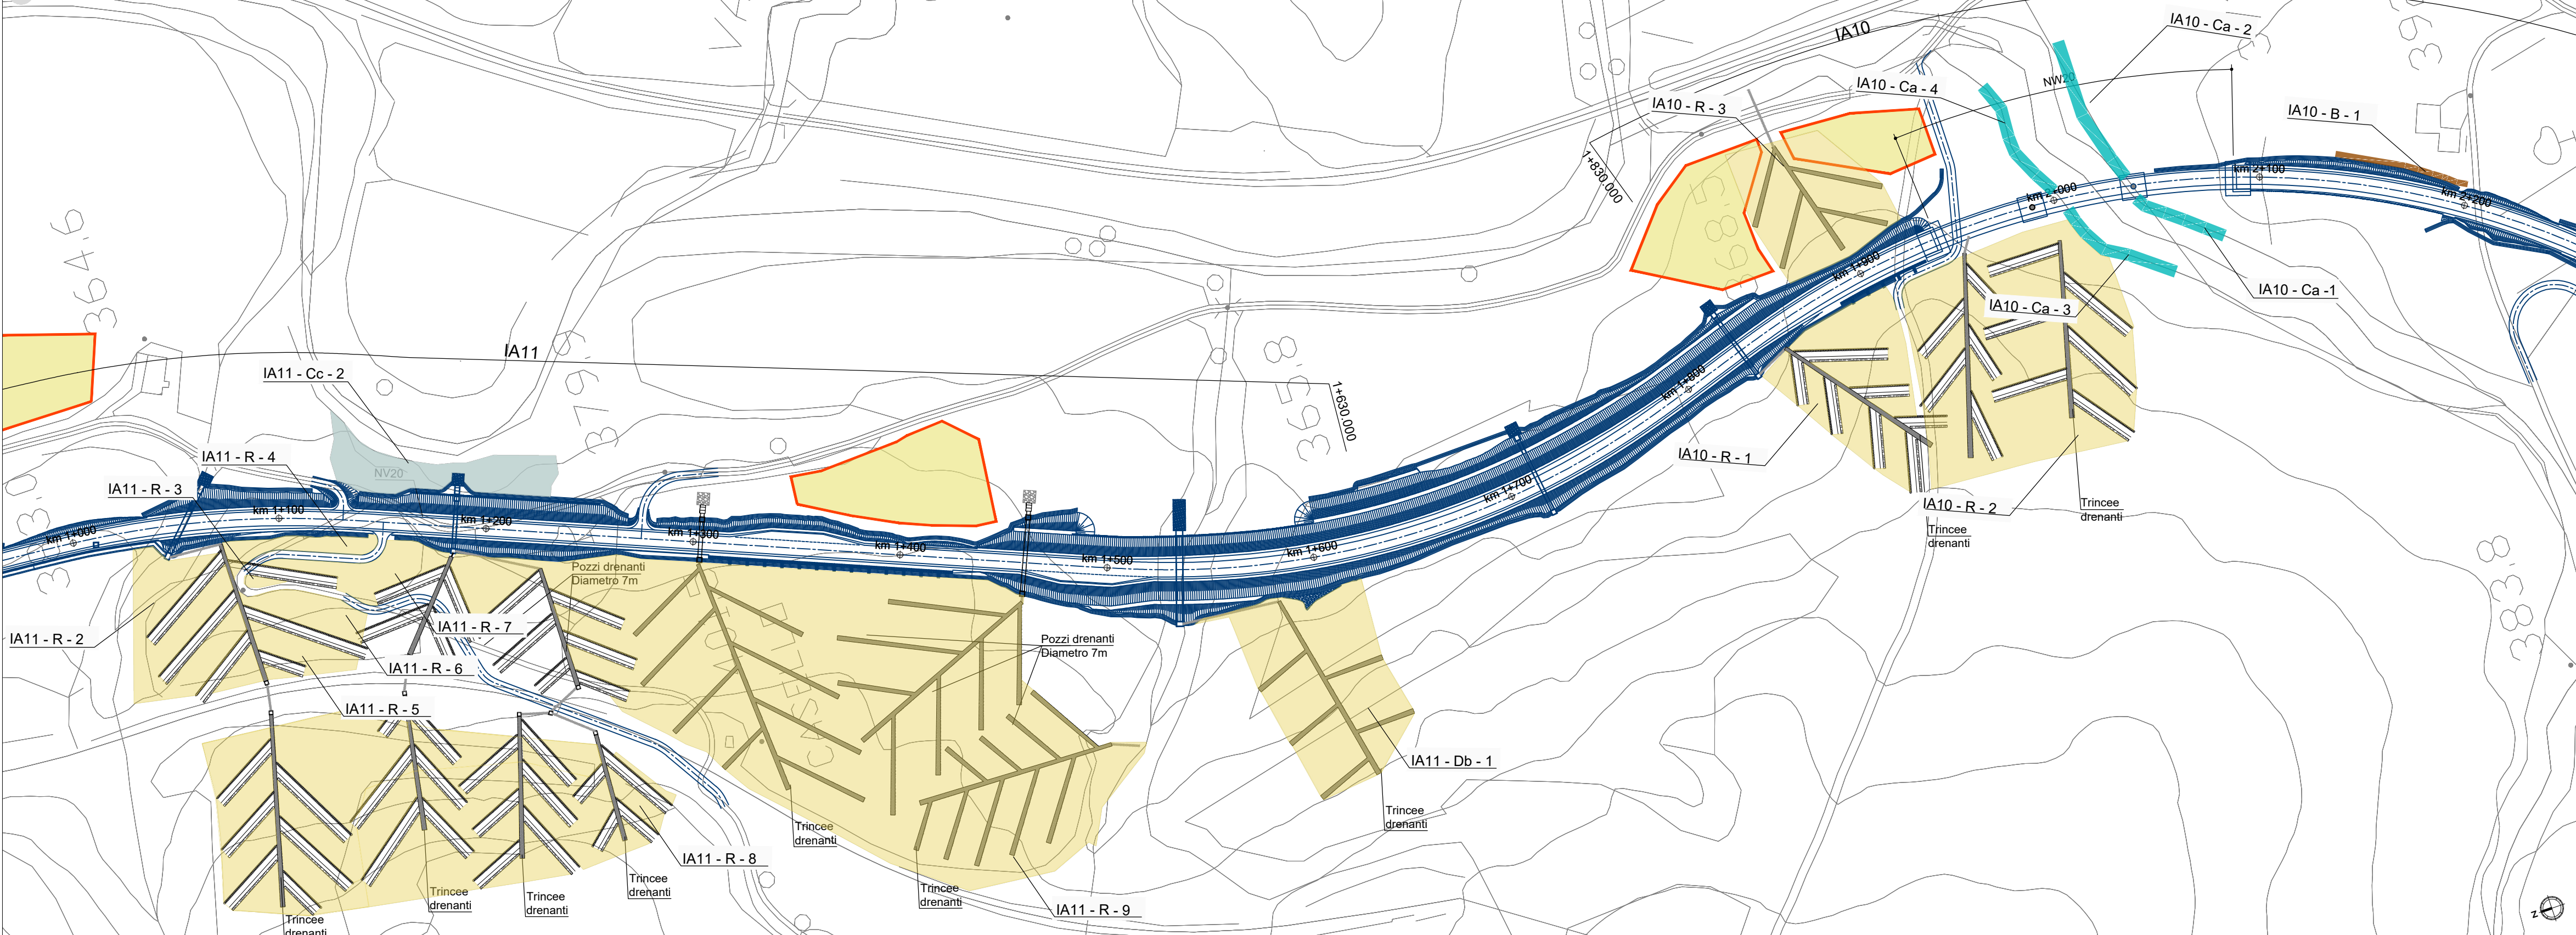 IA10
IA10 - Ca - 2
NW20
IA10 - Ca - 4
IA10 - R - 3
IA10 - B - 1
1+830.000
km 2+100
km 2+000
km 2+200
km 1+900
IA10 - Ca -1
IA10 - Ca - 3
IA11
IA11 - Cc - 2
1+630.000
km 1+800
IA11 - R - 4
NV20
IA10 - R - 1
IA11 - R - 3
km 1+700
IA10 - R - 2
Trincee
drenanti
Trincee
drenanti
km 1+000
km 1+100
km 1+200
km 1+300
km 1+400
km 1+500
km 1+600
Pozzi drenanti
Diametro 7m
IA11 - R - 2
IA11 - R - 7
Pozzi drenanti
Diametro 7m
IA11 - R - 6
IA11 - R - 5
IA11 - Db - 1
Trincee
drenanti
Trincee
drenanti
IA11 - R - 8
Trincee
drenanti
Trincee
drenanti
Trincee
drenanti
Trincee
drenanti
IA11 - R - 9
Trincee
drenanti
z